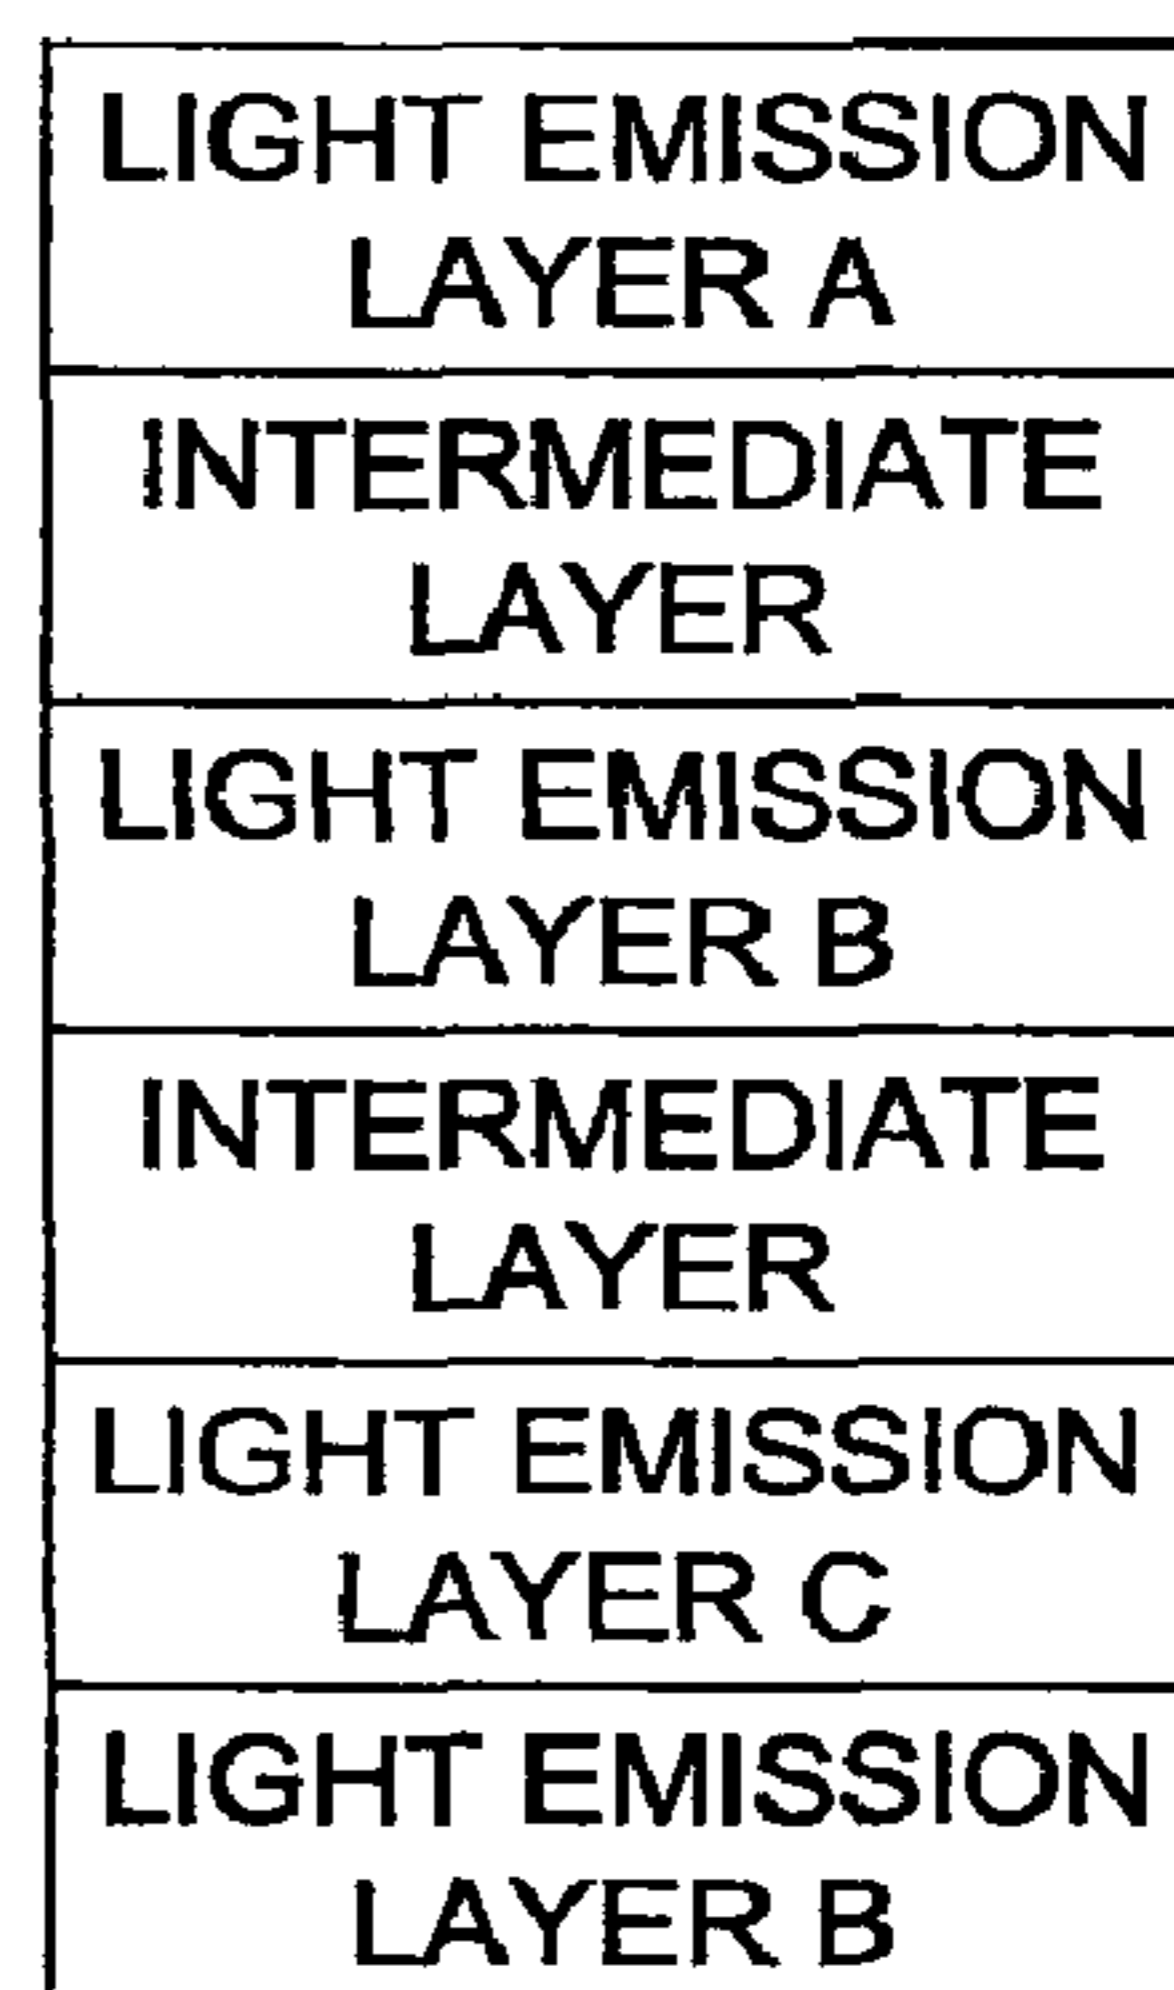 LIGHT EMISSION
LAYER A
INTERMEDIATE
LAYER
LIGHT EMISSION
LAYER B
INTERMEDIATE
LAYER
LIGHT EMISSION
LAYER C
LIGHT EMISSION
LAYER B